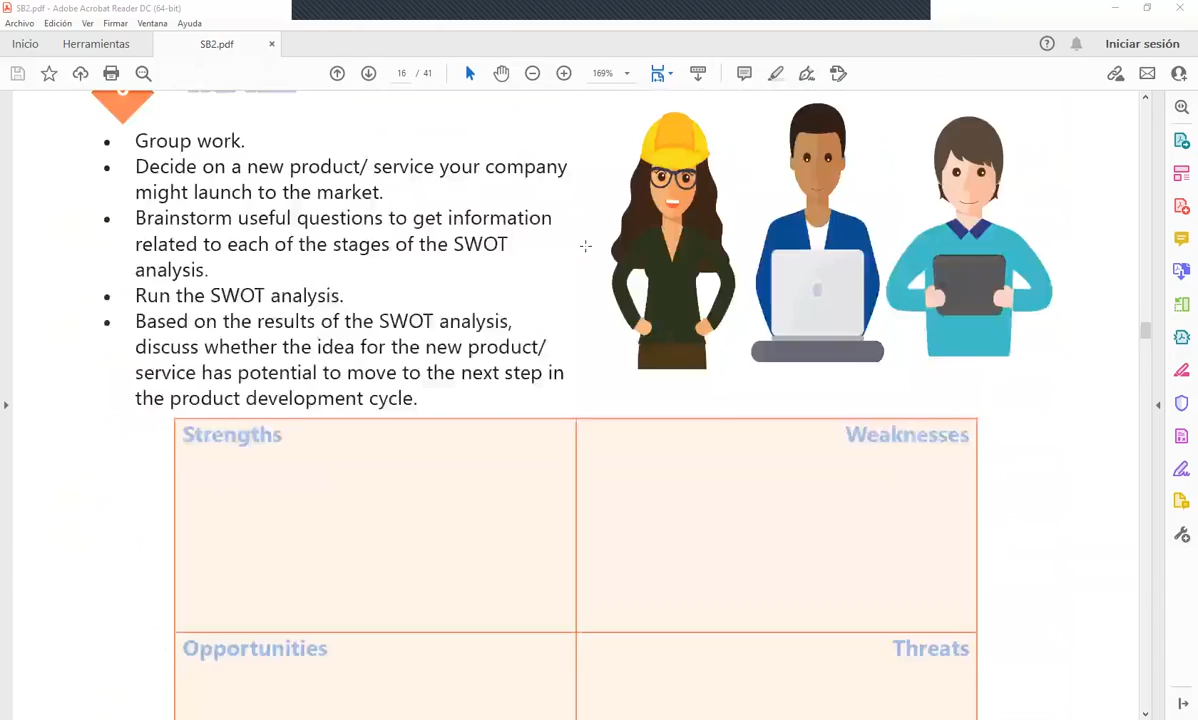 SB2.pdf - Adobe Acrobat Reader DC (64-bit)
Archivo Edición Ver Firmar Ventana Ayuda
Inicio Herramientas SB2.pdf × Iniciar sesión
16 / 41 169%
• Group work.
• Decide on a new product/ service your company
might launch to the market.
• Brainstorm useful questions to get information
related to each of the stages of the SWOT
analysis.
• Run the SWOT analysis.
• Based on the results of the SWOT analysis,
discuss whether the idea for the new product/
service has potential to move to the next step in
the product development cycle.
Strengths Weaknesses
Opportunities Threats